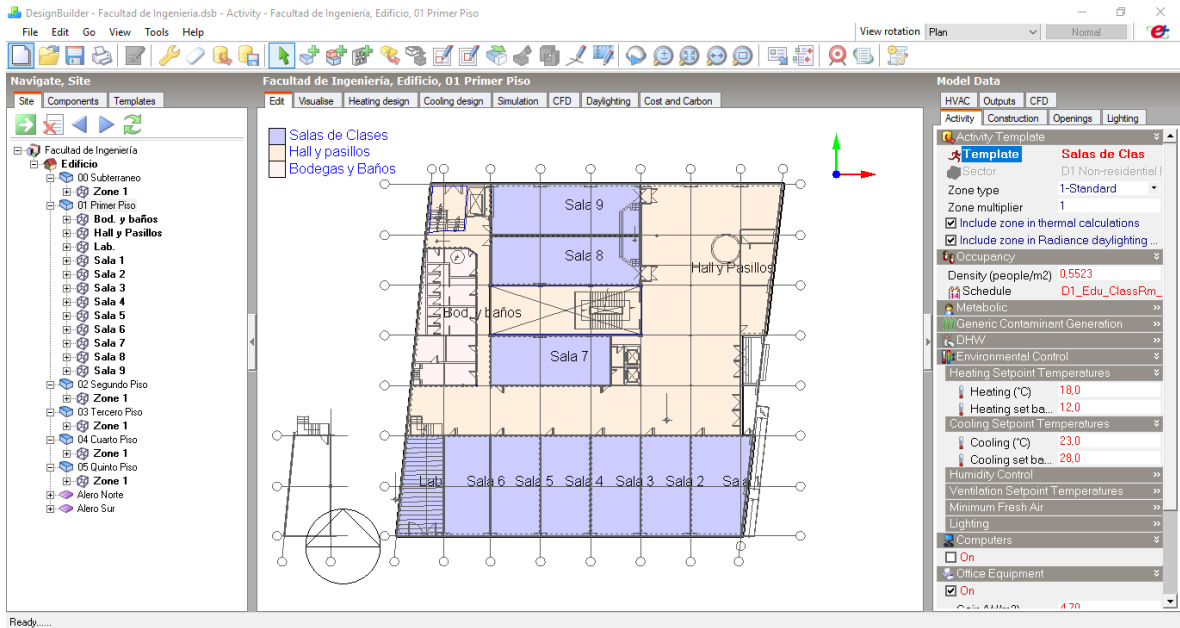 DesignBuilder - Facultad de Ingenieria.dsb - Activity - Facultad de Ingeniería, Edificio, 01 Primer Piso
File Edit Go View Tools Help
View rotation Plan Normal
Navigate, Site
Site Components Templates
Facultad de Ingeniería
Edificio
00 Subterraneo
Zone 1
01 Primer Piso
Bod. y baños
Hall y Pasillos
Lab.
Sala 1
Sala 2
Sala 3
Sala 4
Sala 5
Sala 6
Sala 7
Sala 8
Sala 9
02 Segundo Piso
Zone 1
03 Tercero Piso
Zone 1
04 Cuarto Piso
Zone 1
05 Quinto Piso
Zone 1
Alero Norte
Alero Sur
Facultad de Ingeniería, Edificio, 01 Primer Piso
Edit Visualise Heating design Cooling design Simulation CFD Daylighting Cost and Carbon
Salas de Clases
Hall y pasillos
Bodegas y Baños
Sala 9
Sala 8
Hall y Pasillos
Bod. y baños
Sala 7
Lab Sala 6 Sala 5 Sala 4 Sala 3 Sala 2 Sa
Model Data
HVAC Outputs CFD
Activity Construction Openings Lighting
Activity Template
Template Salas de Clas
Sector D1 Non-residential I
Zone type 1-Standard
Zone multiplier 1
Include zone in thermal calculations
Include zone in Radiance daylighting ...
Occupancy
Density (people/m2) 0,5523
Schedule D1_Edu_ClassRm_
Metabolic
Generic Contaminant Generation
DHW
Environmental Control
Heating Setpoint Temperatures
Heating (°C) 18,0
Heating set ba... 12,0
Cooling Setpoint Temperatures
Cooling (°C) 23,0
Cooling set ba... 28,0
Humidity Control
Ventilation Setpoint Temperatures
Minimum Fresh Air
Lighting
Computers
On
Office Equipment
On
4,70
Ready......